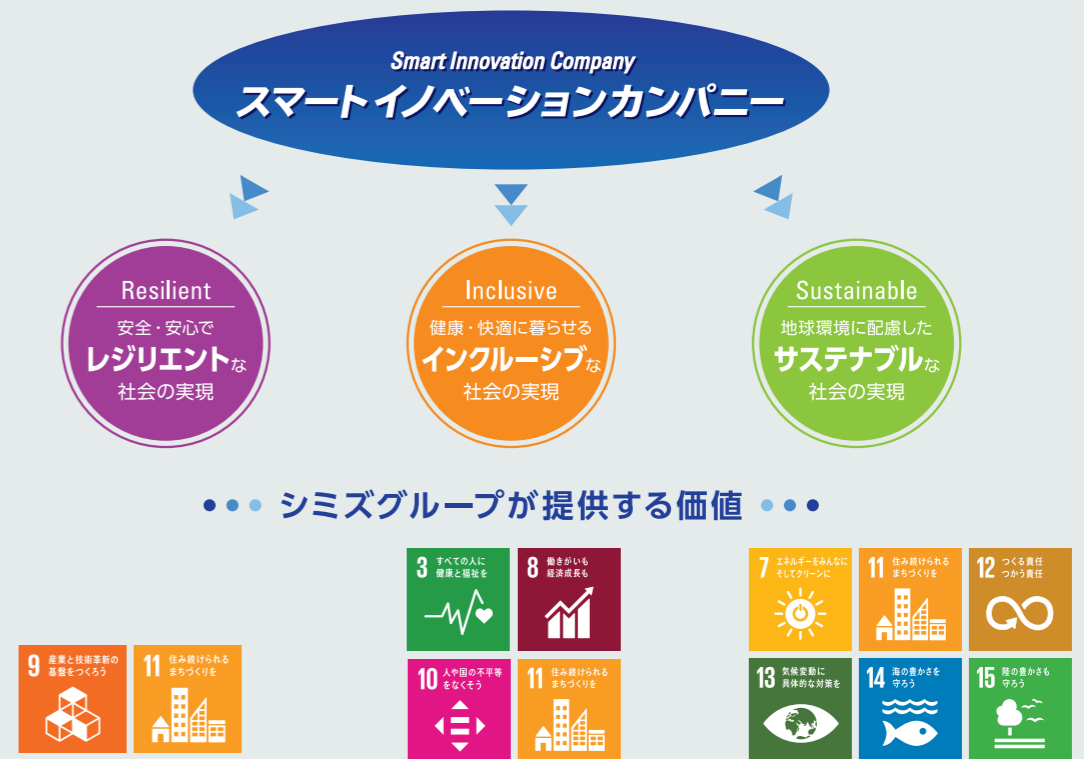 Smart Innovation Company
スマートイノベーションカンパニー
Resilient
安全・安心で
レジリエントな
社会の実現
Inclusive
健康・快適に暮らせる
インクルーシブな
社会の実現
Sustainable
地球環境に配慮した
サステナブルな
社会の実現
シミズグループが提供する価値
9 産業と技術革新の
基盤をつくろう
11 住み続けられる
まちづくりを
3 すべての人に
健康と福祉を
8 働きがいも
経済成長も
10 人や国の不平等
をなくそう
11 住み続けられる
まちづくりを
7 エネルギーをみんなに
そしてクリーンに
11 住み続けられる
まちづくりを
12 つくる責任
つかう責任
13 気候変動に
具体的な対策を
14 海の豊かさを
守ろう
15 陸の豊かさも
守ろう